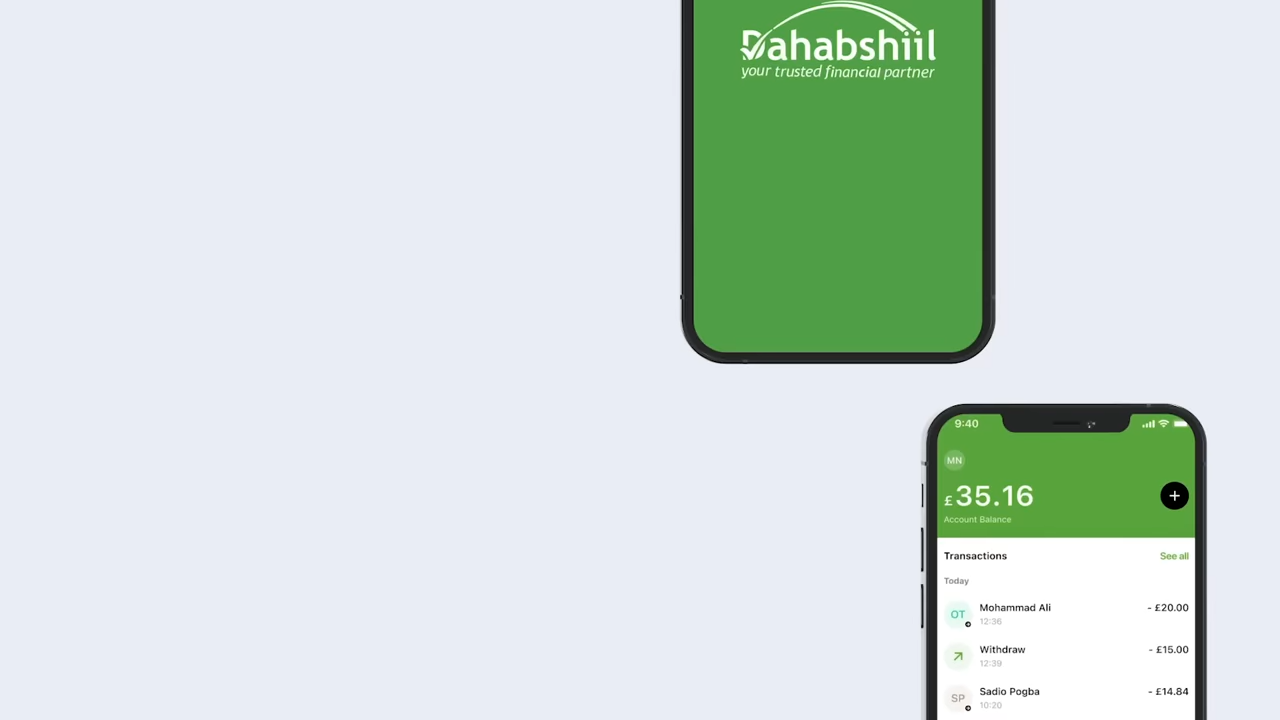 Dahabshiil
your trusted financial partner
9:40
MN
£35.16
+
Account Balance
Transactions See all
Today
OT Mohammad Ali - £20.00
12:36
Withdraw - £15.00
12:39
SP Sadio Pogba - £14.84
10:20